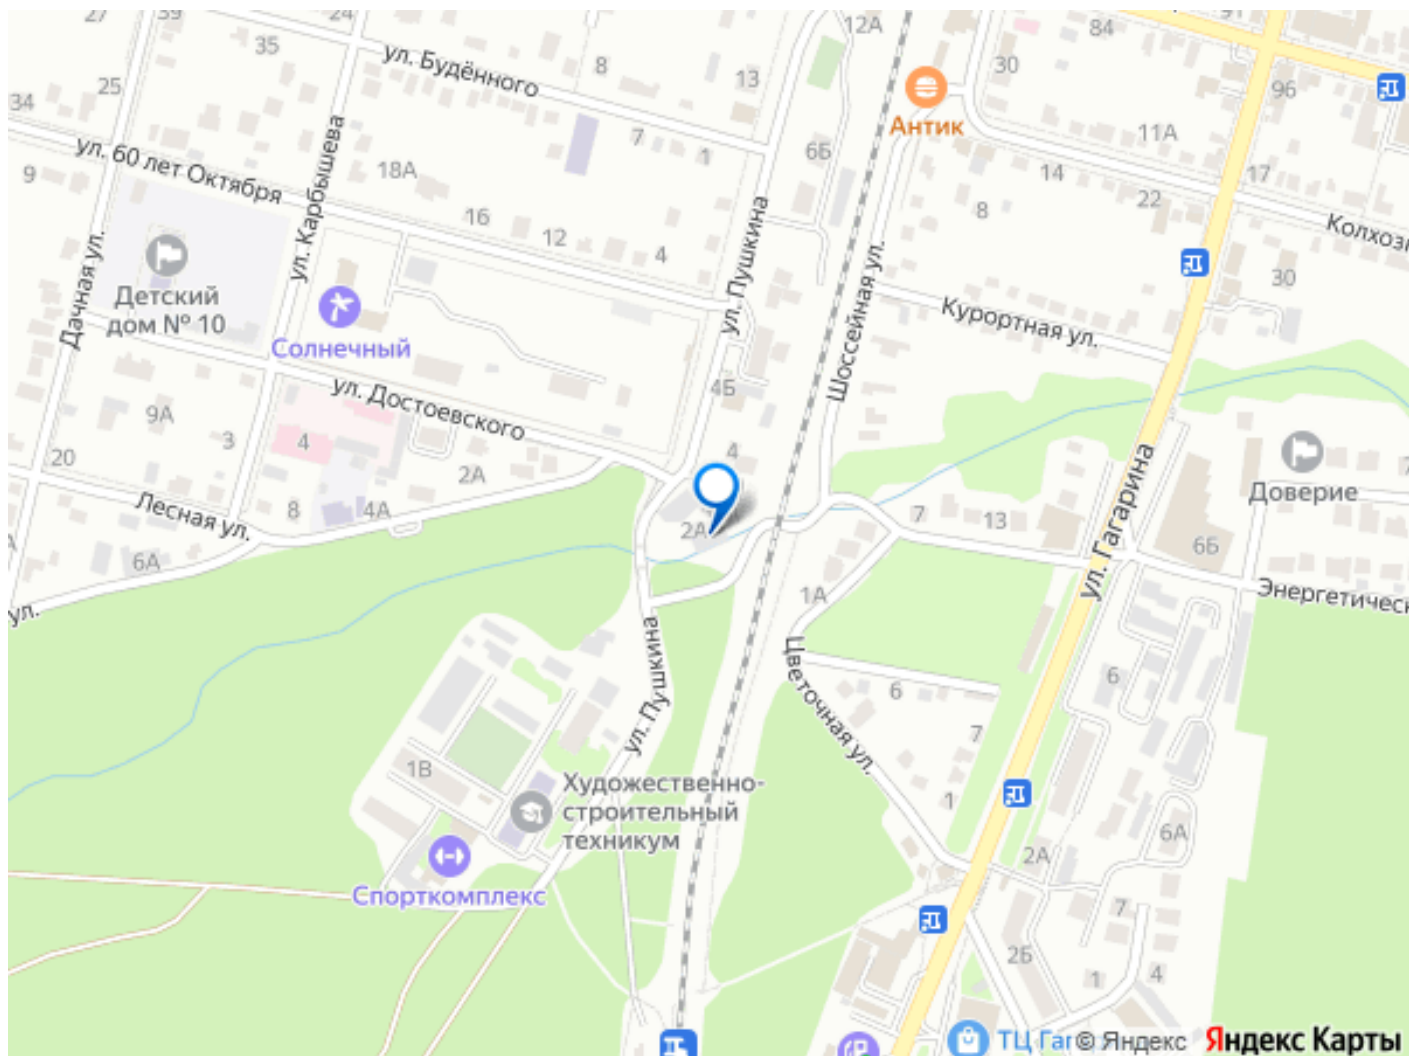 27
39
24
12А
84
91
35
ул. Будённого
8
13
30
96
25
34
Антик
11А
7
1
6Б
ул. 60 лет Октября
9
18А
14
17
22
ул. Карбышева
16
12
4
8
Колхозн
ул. Пушкина
Дачная ул.
Шоссейная ул.
30
Детский
дом № 10
Курортная ул.
Солнечный
4Б
ул. Достоевского
9А
3
4
4
20
2А
Лесная ул.
8
4А
ул. Гагарина
Доверие
7
7
13
2А
6Б
6А
Энергетическ
1А
ул.
ул. Пушкина
Цветочная ул.
6
6
7
1В
Художественно-
строительный
техникум
1
6А
2А
Спорткомплекс
7
2Б
1
4
ТЦ Гаг
© Яндекс
Яндекс Карты